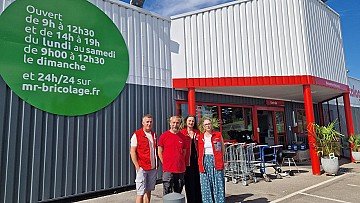 Ouvert
de 9h à 12h30
et de 14h à 19h
du lundi au samedi
de 9h00 à 12h30
le dimanche
et 24h/24 sur
mr-bricolage.fr